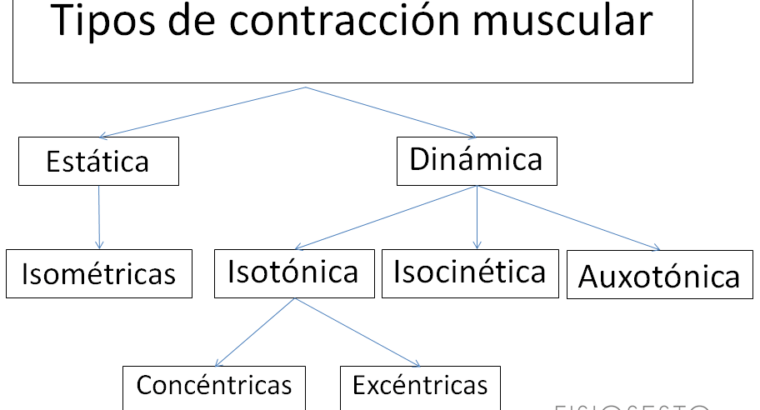 Tipos de contracción muscular
Estática
Dinámica
Isométricas
Isotónica
Isocinética
Auxotónica
Concéntricas
Excéntricas